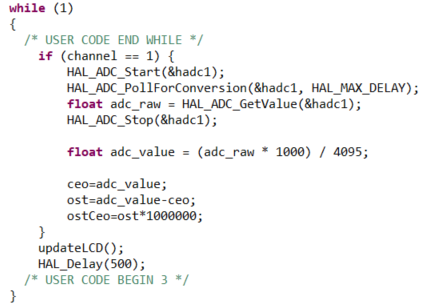 while (1)
{
/* USER CODE END WHILE */
if (channel == 1) {
HAL_ADC_Start(&hadc1);
HAL_ADC_PollForConversion(&hadc1, HAL_MAX_DELAY);
float adc_raw = HAL_ADC_GetValue(&hadc1);
HAL_ADC_Stop(&hadc1);
float adc_value = (adc_raw * 1000) / 4095;
ceo=adc_value;
ost=adc_value-ceo;
ostCeo=ost*1000000;
}
updateLCD();
HAL_Delay(500);
/* USER CODE BEGIN 3 */
}